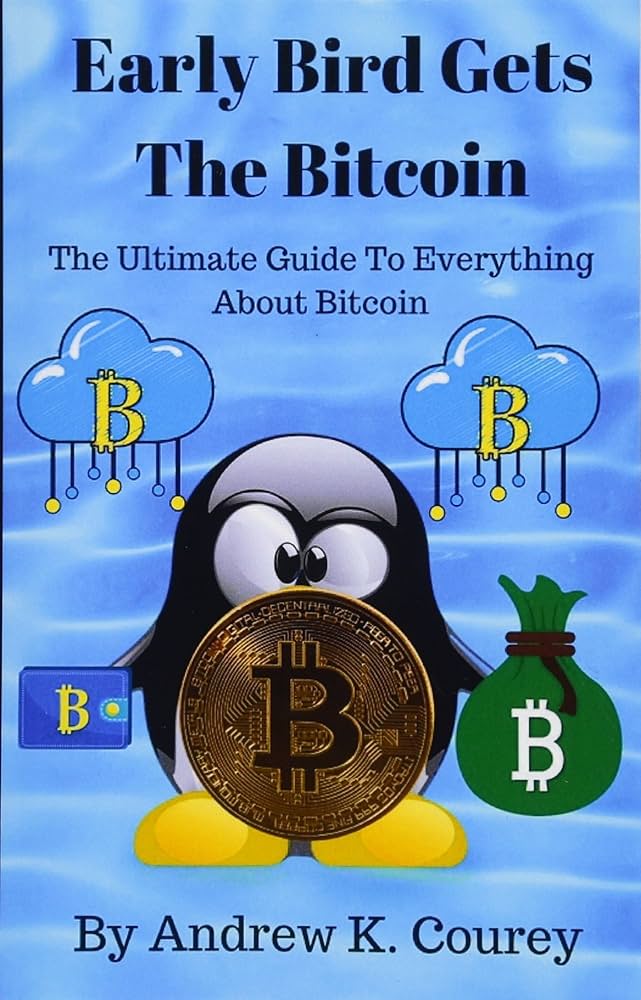 Early Bird Gets
The Bitcoin
The Ultimate Guide To Everything
About Bitcoin
By Andrew K. Courey